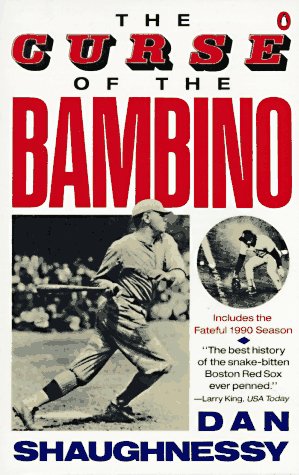 THE
CURSE
OF THE
BAMBINO
Includes the
Fateful 1990 Season
"The best history
of the snake-bitten
Boston Red Sox
ever penned."
—Larry King, USA Today
DAN
SHAUGHNESSY